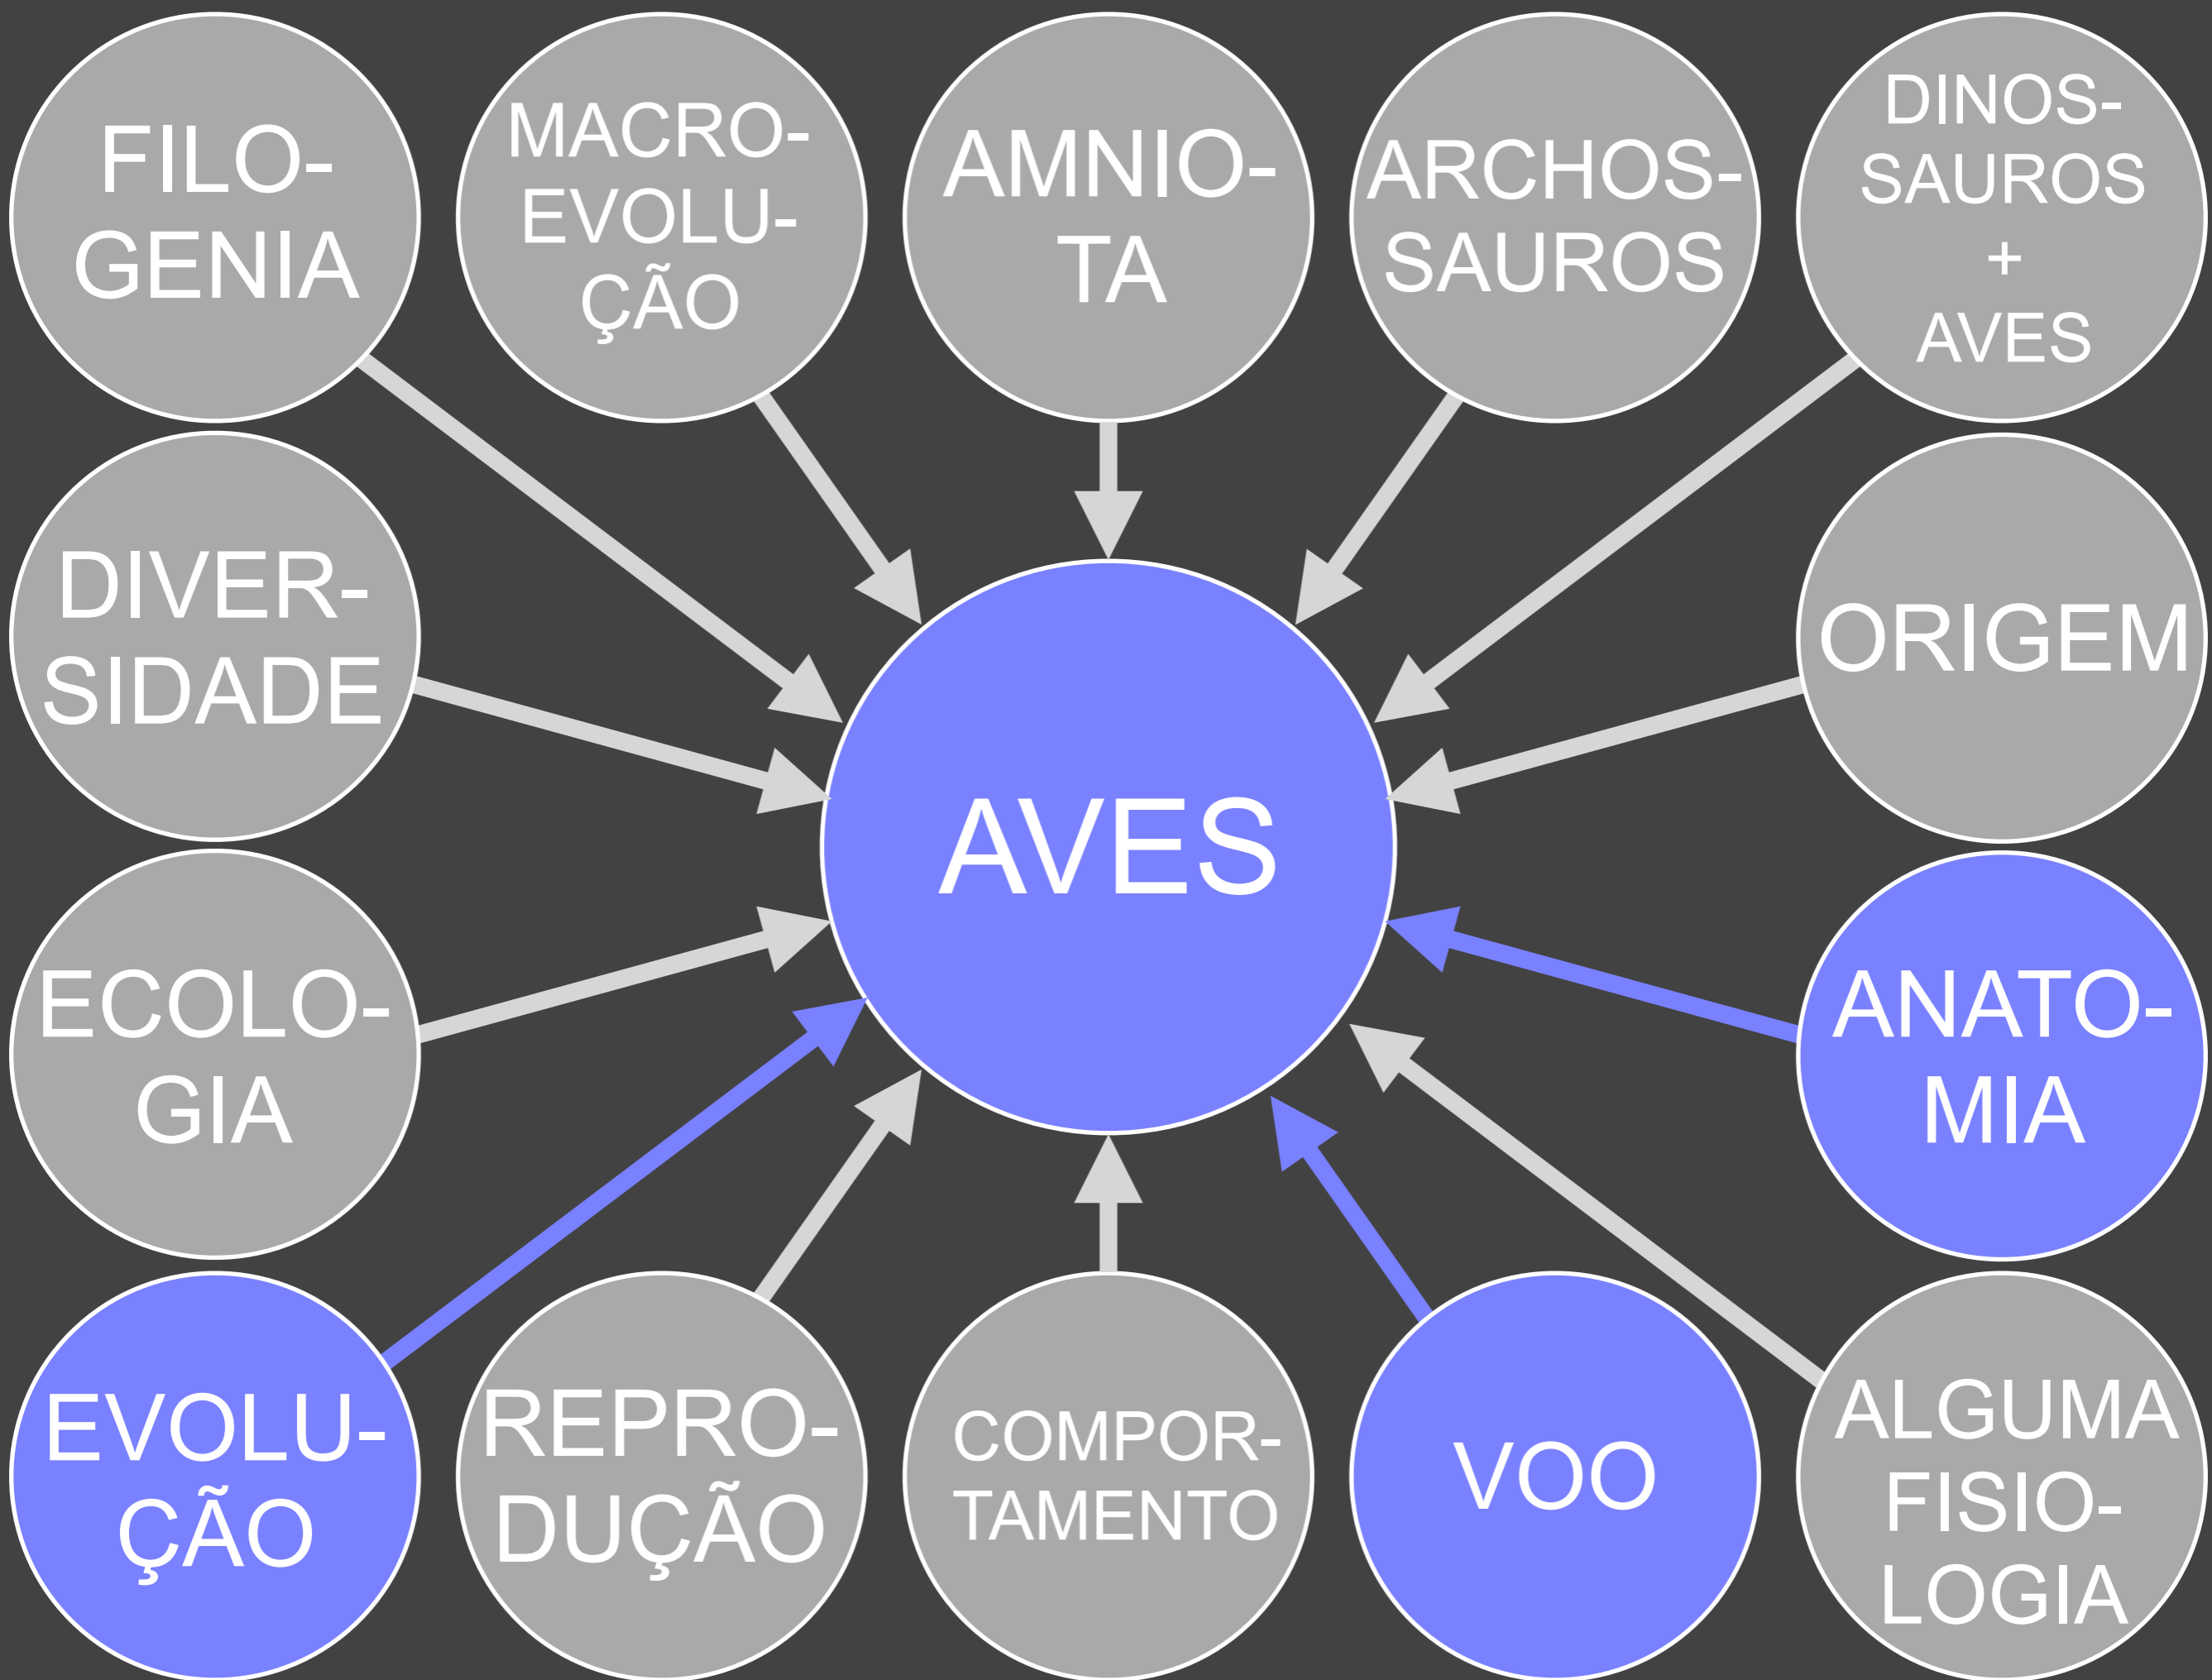 FILO-
GENIA
MACRO-
EVOLU-
ÇÃO
AMNIO-
TA
ARCHOS-
SAUROS
DINOS-
SAUROS
+
AVES
DIVER-
SIDADE
ORIGEM
AVES
ECOLO-
GIA
ANATO-
MIA
EVOLU-
ÇÃO
REPRO-
DUÇÃO
COMPOR-
TAMENTO
VOO
ALGUMA
FISIO-
LOGIA